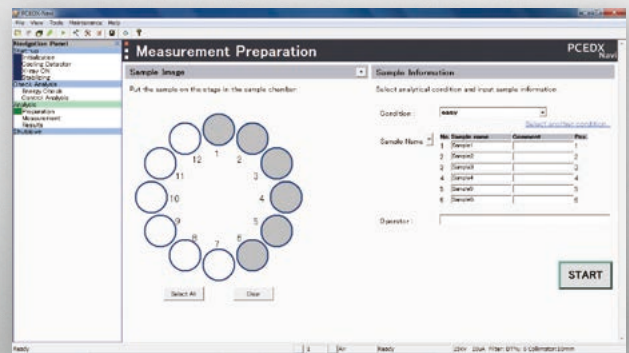 PCEDX Navi
File View Tools Maintenance Help
Navigation Panel
Startup
Initialization
Cooling Detector
X-ray ON
Stabilizing
Check Analysis
Energy Check
Control Analysis
Analysis
Preparation
Measurement
Results
Shutdown
Measurement Preparation
PCEDX
Navi
Sample Image
Put the sample on the stage in the sample chamber.
1
2
3
4
5
6
7
8
9
10
11
12
Select All
Clear
Sample Information
Select analytical condition and input sample information.
Condition : easy
Select another condition...
Sample Name
No. Sample name Comment Pos.
1 Sample1 1
2 Sample2 2
3 Sample3 3
4 Sample4 4
5 Sample5 5
6 Sample6 6
Operator :
START
Ready
Air
Ready